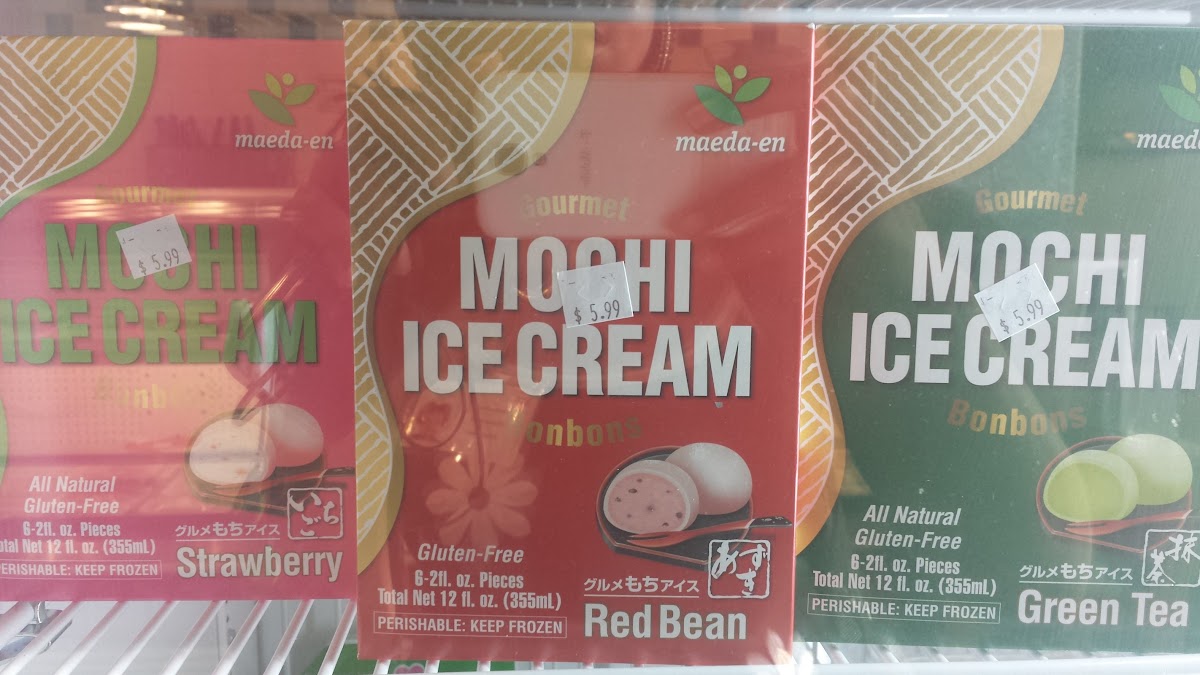 maeda-en
Gourmet
MOCHI
$ 5.99
ICE CREAM
Bonbons
All Natural
Gluten-Free
6-2fl. oz. Pieces
Total Net 12 fl. oz. (355mL)
PERISHABLE: KEEP FROZEN
グルメもちアイス
いちご
Strawberry
maeda-en
Gourmet
MOCHI
$ 5.99
ICE CREAM
Bonbons
Gluten-Free
6-2fl. oz. Pieces
Total Net 12 fl. oz. (355mL)
PERISHABLE: KEEP FROZEN
グルメもちアイス
あずき
Red Bean
maeda
Gourmet
MOCHI
$ 5.99
ICE CREAM
Bonbons
All Natural
Gluten-Free
6-2fl. oz. Pieces
Total Net 12 fl. oz. (355mL)
PERISHABLE: KEEP FROZEN
グルメもちアイス
抹茶
Green Tea